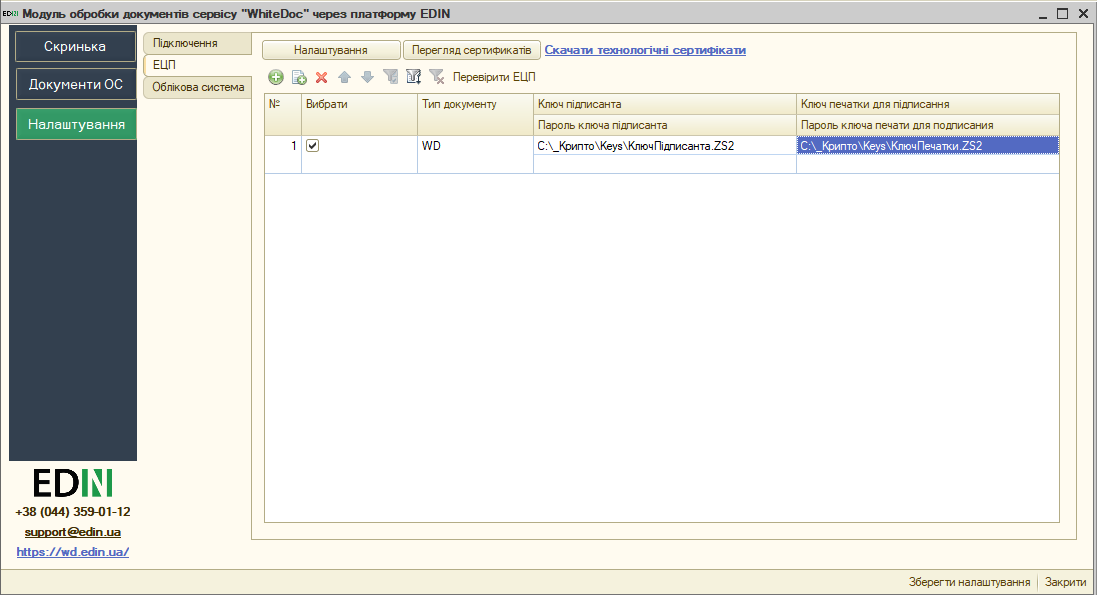 EDIN Модуль обробки документів сервісу "WhiteDoc" через платформу EDIN
Скринька
Документи ОС
Налаштування
Підключення
ЕЦП
Облікова система
Налаштування Перегляд сертификатів Скачати технологічні сертифікати
Перевірити ЕЦП
№ Вибрати Тип документу Ключ підписанта Ключ печатки для підписання
Пароль ключа підписанта Пароль ключа печати для подписания
1 WD C:\_Крипто\Keys\КлючПідписанта.ZS2 C:\_Крипто\Keys\КлючПечатки.ZS2
EDIN
+38 (044) 359-01-12
support@edin.ua
https://wd.edin.ua/
Зберегти налаштування Закрити